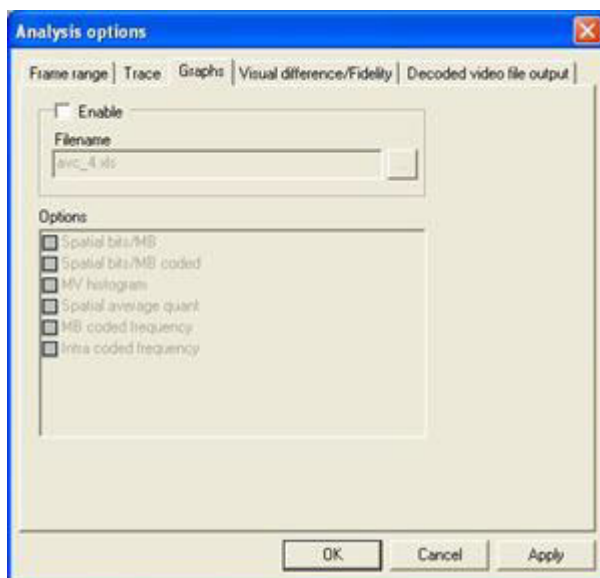 Analysis options
Frame range Trace Graphs Visual difference/Fidelity Decoded video file output
Enable
Filename
avc_4.xls
...
Options
Spatial bits/MB
Spatial bits/MB coded
MV histogram
Spatial average quant
MB coded frequency
Intra coded frequency
OK Cancel Apply